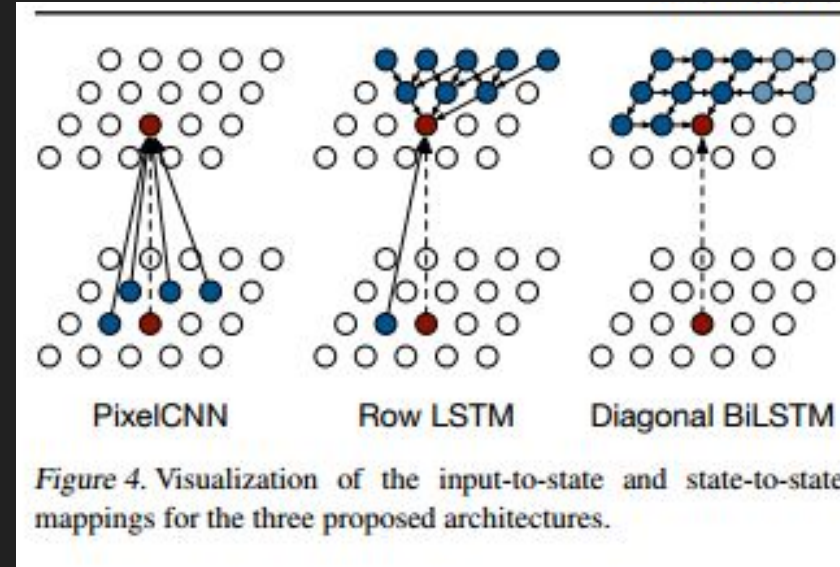 PixelCNN Row LSTM Diagonal BiLSTM
Figure 4. Visualization of the input-to-state and state-to-state
mappings for the three proposed architectures.